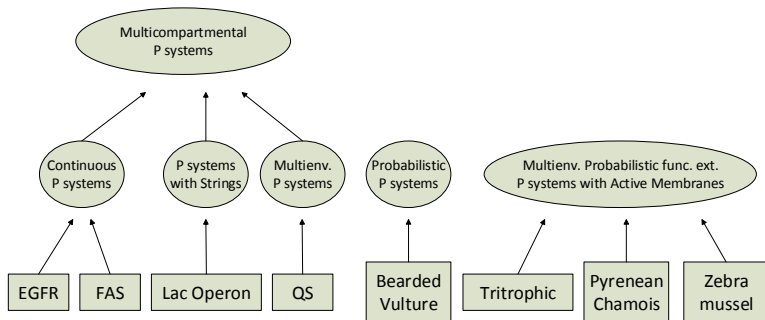 Multicompartmental
P systems
Continuous
P systems
P systems
with Strings
Multienv.
P systems
Probabilistic
P systems
Multienv. Probabilistic func. ext.
P systems with Active Membranes
EGFR
FAS
Lac Operon
QS
Bearded
Vulture
Tritrophic
Pyrenean
Chamois
Zebra
mussel